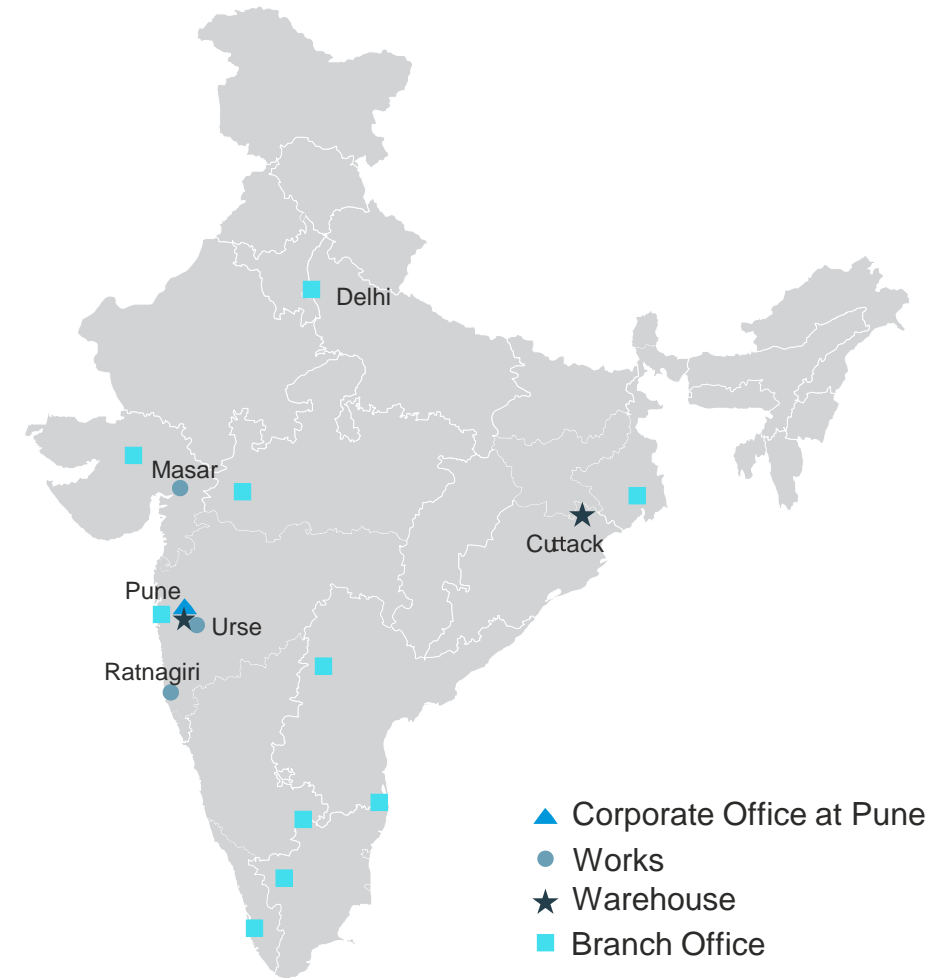 Delhi
Masar
Cuttack
Pune
Urse
Ratnagiri
Corporate Office at Pune
Works
Warehouse
Branch Office